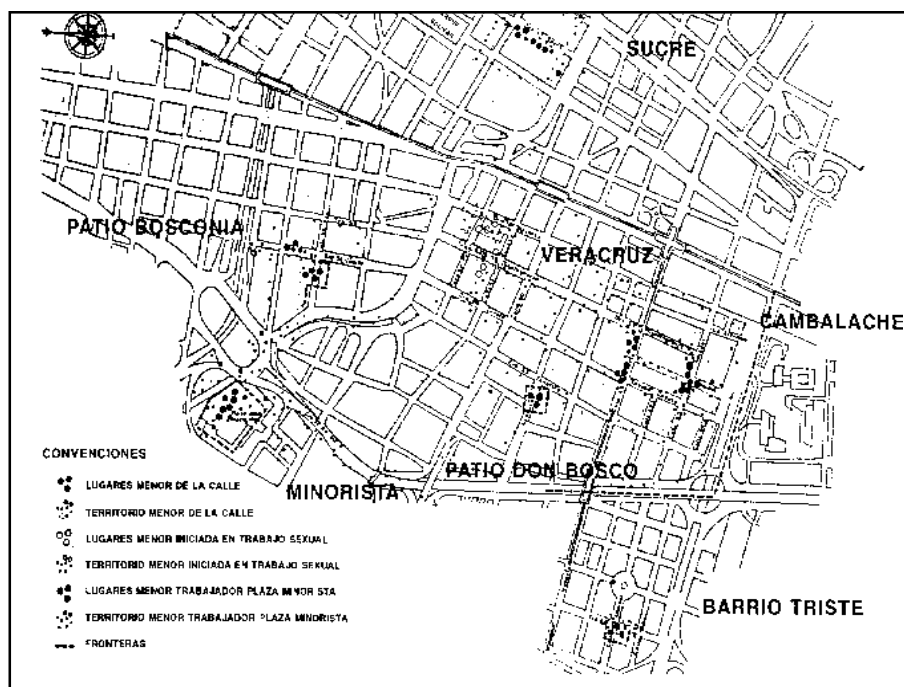 SUCRE
PATIO BOSCONIA
VERACRUZ
CAMBALACHE
PATIO DON BOSCO
MINORISTA
BARRIO TRISTE
CONVENCIONES
LUGARES MENOR DE LA CALLE
TERRITORIO MENOR DE LA CALLE
LUGARES MENOR INICIADA EN TRABAJO SEXUAL
TERRITORIO MENOR INICIADA EN TRABAJO SEXUAL
LUGARES MENOR TRABAJADOR PLAZA MINORISTA
TERRITORIO MENOR TRABAJADOR PLAZA MINORISTA
FRONTERAS